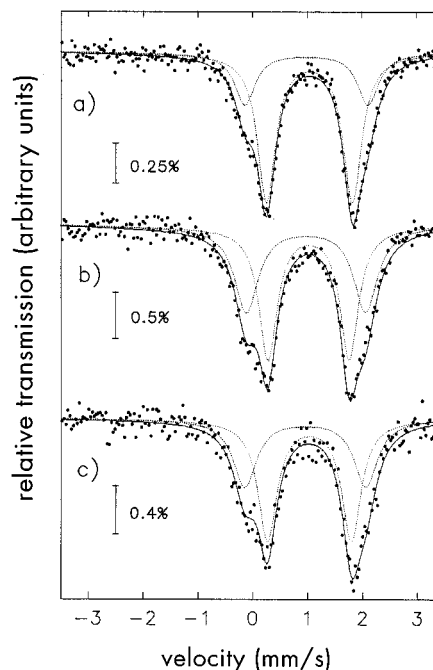 relative transmission (arbitrary units)
a)
0.25%
b)
0.5%
c)
0.4%
−3 −2 −1 0 1 2 3
velocity (mm/s)